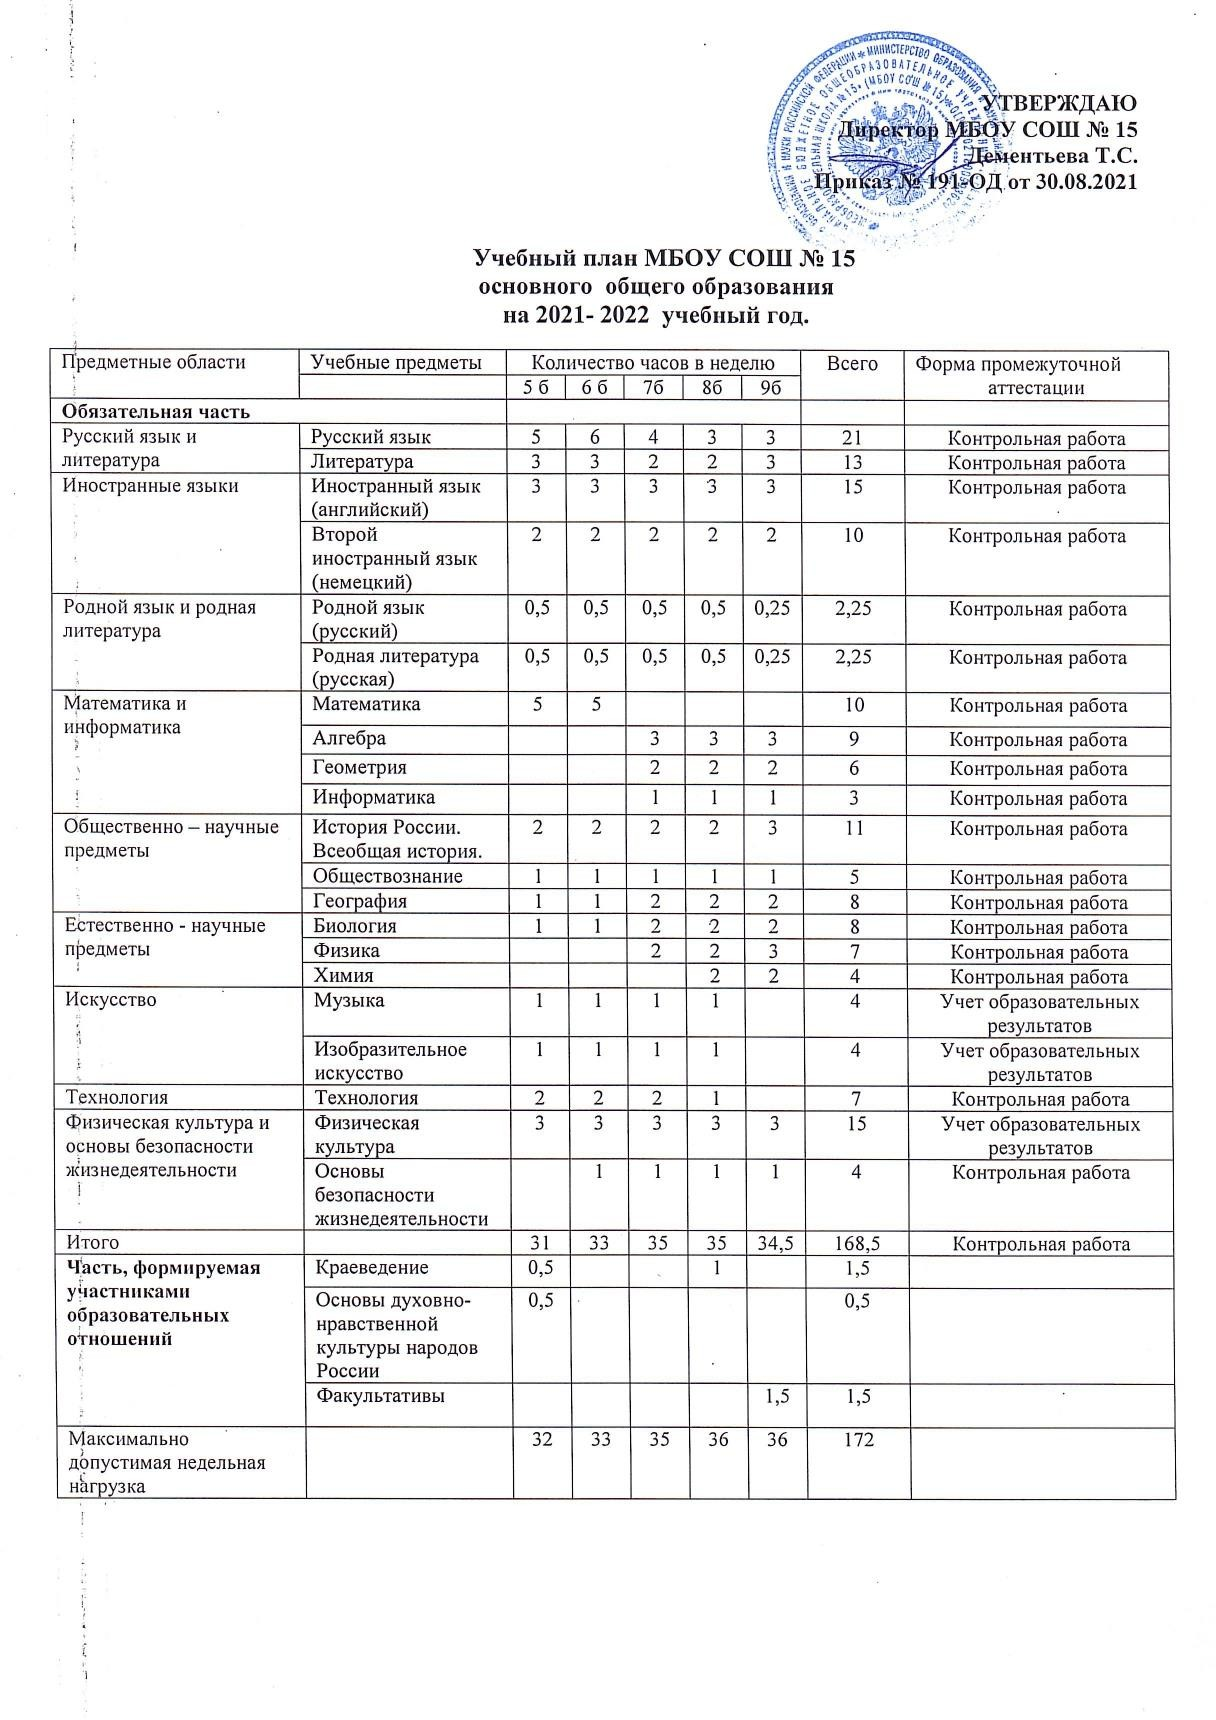 УТВЕРЖДАЮ
Директор МБОУ СОШ № 15
Дементьева Т.С.
Приказ № 191-ОД от 30.08.2021
Учебный план МБОУ СОШ № 15
основного общего образования
на 2021- 2022 учебный год.
Предметные области Учебные предметы Количество часов в неделю Всего Форма промежуточной
5 б 6 б 7б 8б 9б аттестации
Обязательная часть
Русский язык и Русский язык 5 6 4 3 3 21 Контрольная работа
литература Литература 3 3 2 2 3 13 Контрольная работа
Иностранные языки Иностранный язык 3 3 3 3 3 15 Контрольная работа
(английский)
Второй 2 2 2 2 2 10 Контрольная работа
иностранный язык
(немецкий)
Родной язык и родная Родной язык 0,5 0,5 0,5 0,5 0,25 2,25 Контрольная работа
литература (русский)
Родная литература 0,5 0,5 0,5 0,5 0,25 2,25 Контрольная работа
(русская)
Математика и Математика 5 5 10 Контрольная работа
информатика
Алгебра 3 3 3 9 Контрольная работа
Геометрия 2 2 2 6 Контрольная работа
Информатика 1 1 1 3 Контрольная работа
Общественно – научные История России. 2 2 2 2 3 11 Контрольная работа
предметы Всеобщая история.
Обществознание 1 1 1 1 1 5 Контрольная работа
География 1 1 2 2 2 8 Контрольная работа
Естественно - научные Биология 1 1 2 2 2 8 Контрольная работа
предметы Физика 2 2 3 7 Контрольная работа
Химия 2 2 4 Контрольная работа
Искусство Музыка 1 1 1 1 4 Учет образовательных
результатов
Изобразительное 1 1 1 1 4 Учет образовательных
искусство результатов
Технология Технология 2 2 2 1 7 Контрольная работа
Физическая культура и Физическая 3 3 3 3 3 15 Учет образовательных
основы безопасности культура результатов
жизнедеятельности Основы 1 1 1 1 4 Контрольная работа
безопасности
жизнедеятельности
Итого 31 33 35 35 34,5 168,5 Контрольная работа
Часть, формируемая Краеведение 0,5 1 1,5
участниками
образовательных Основы духовно- 0,5 0,5
отношений нравственной
культуры народов
России
Факультативы 1,5 1,5
Максимально 32 33 35 36 36 172
допустимая недельная
нагрузка